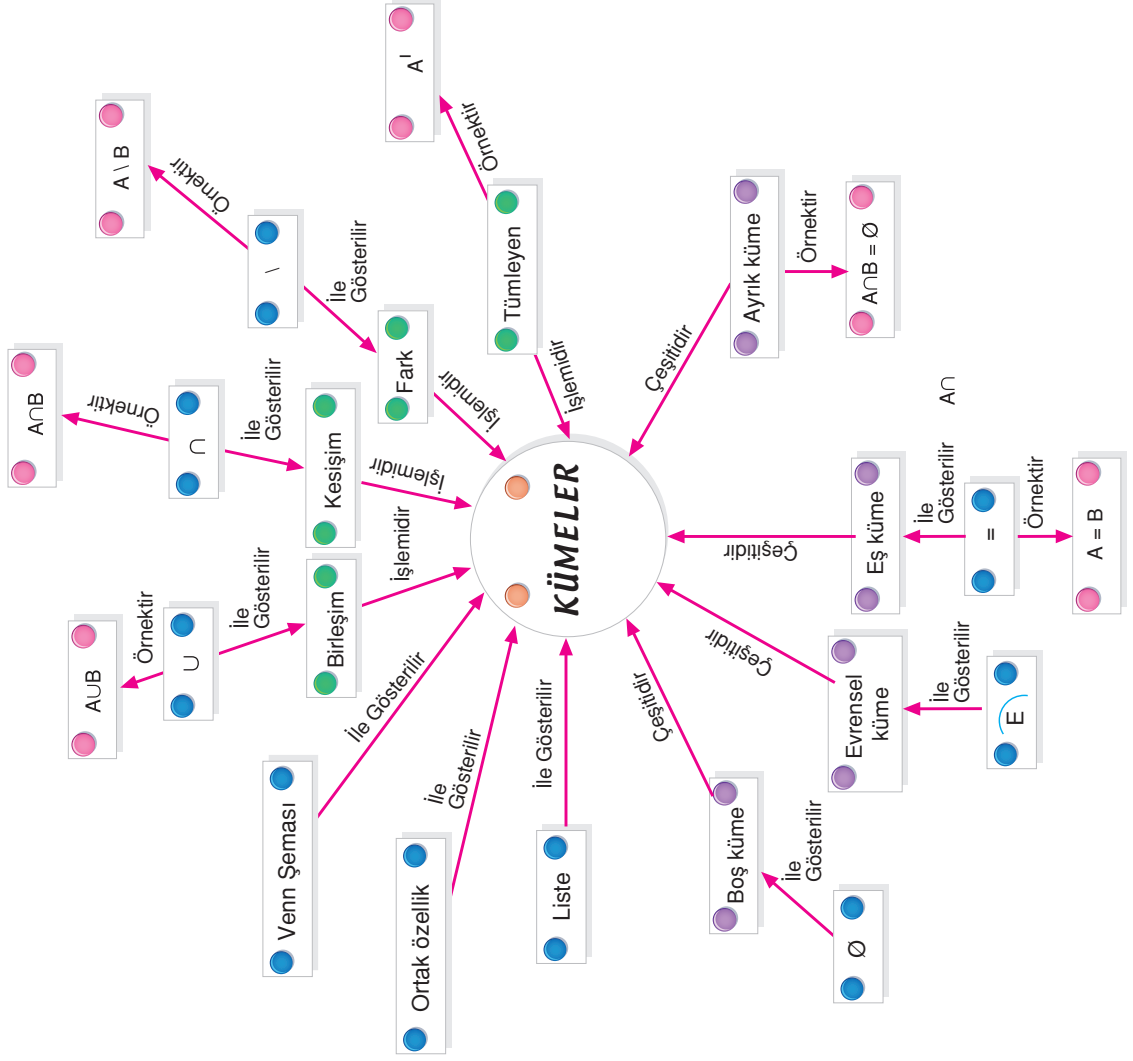 A∪B
Örnektir
∪
İle
Gösterilir
Birleşim
İşlemidir
A∩B
Örnektir
∩
İle
Gösterilir
Kesişim
İşlemidir
A \ B
Örnektir
\
İle
Gösterilir
Fark
İşlemidir
Aı
Örnektir
Tümleyen
İşlemidir
Venn Şeması
İle Gösterilir
Ortak özellik
İle
Gösterilir
Liste
İle Gösterilir
KÜMELER
Boş küme
Çeşitidir
İle
Gösterilir
Ø
Evrensel
küme
Çeşitidir
İle
Gösterilir
E
Eş küme
Çeşitidir
İle
Gösterilir
=
Örnektir
A = B
Ayrık küme
Çeşitidir
Örnektir
A∩B = Ø
A∩